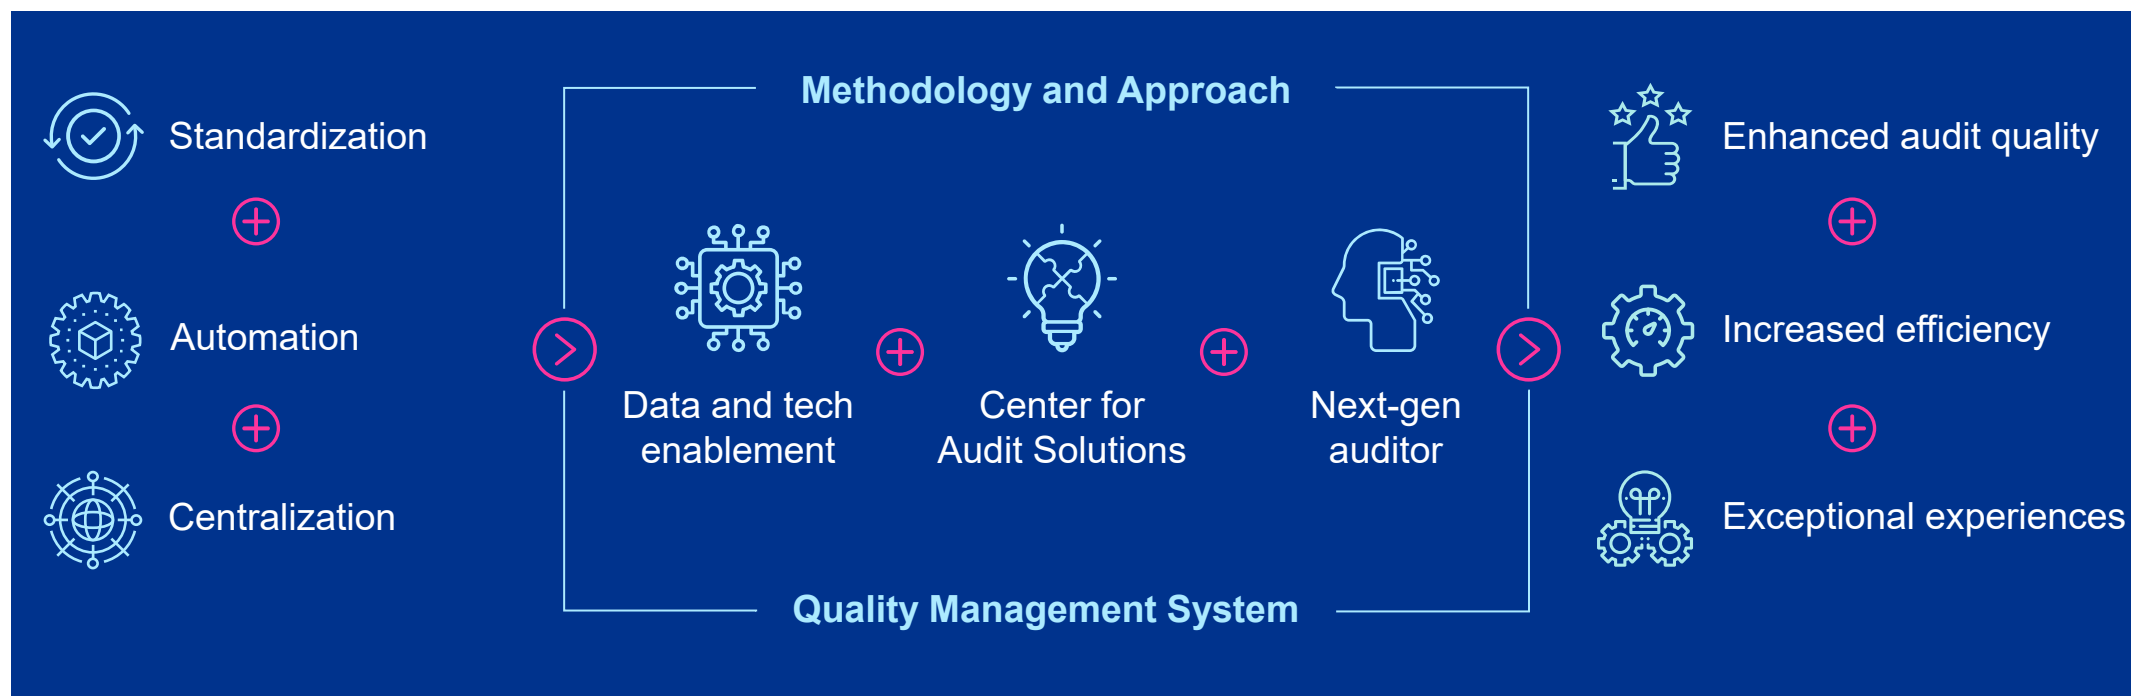 Standardization
Automation
Centralization
Methodology and Approach
Data and tech
enablement
Center for
Audit Solutions
Next-gen
auditor
Quality Management System
Enhanced audit quality
Increased efficiency
Exceptional experiences